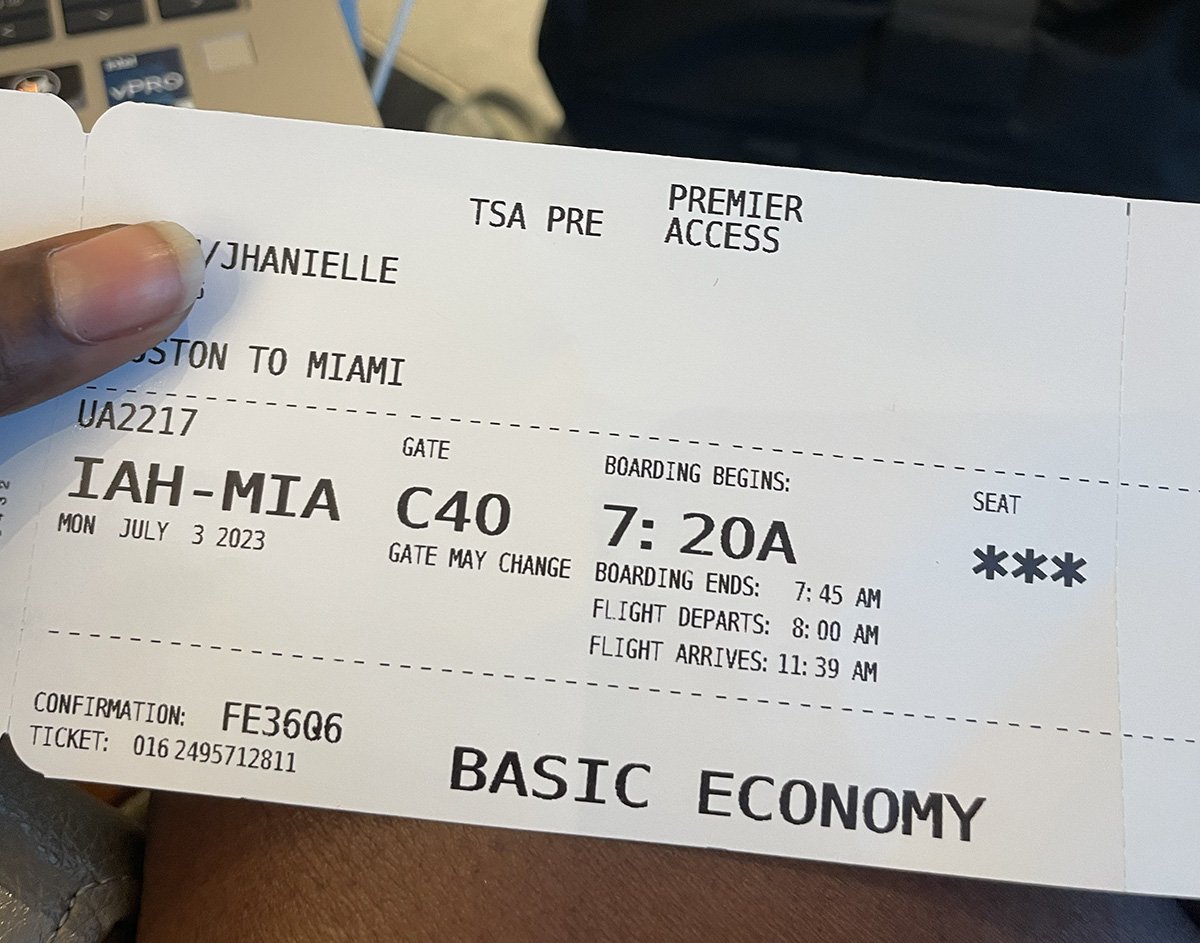 intel
vPRO
TSA PRE
PREMIER
ACCESS
/JHANIELLE
STON TO MIAMI
UA2217
IAH-MIA
MON JULY 3 2023
GATE
C40
GATE MAY CHANGE
BOARDING BEGINS:
7:20A
BOARDING ENDS: 7:45 AM
FLIGHT DEPARTS: 8:00 AM
FLIGHT ARRIVES: 11:39 AM
SEAT
***
CONFIRMATION: FE36Q6
TICKET: 016 2495712811
BASIC ECONOMY